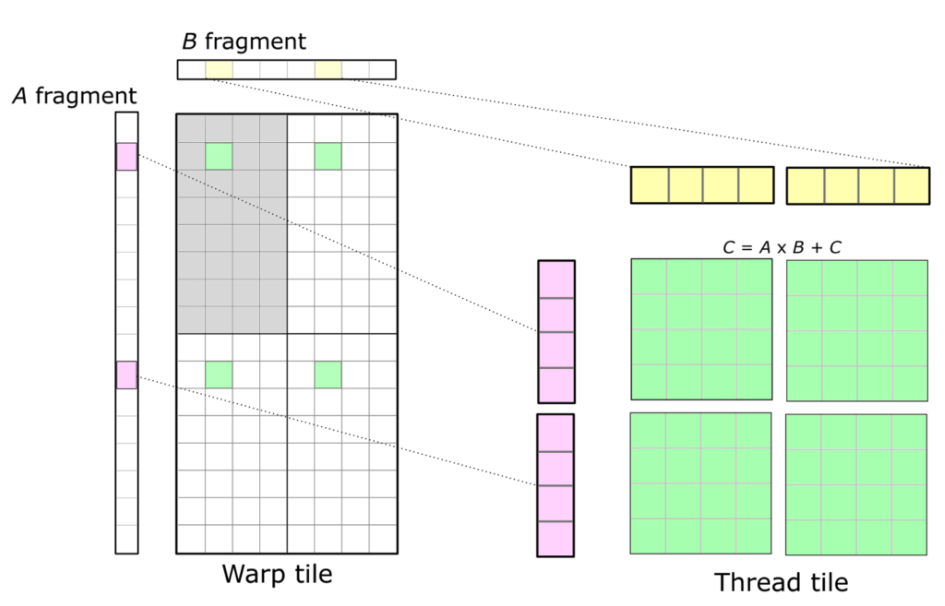 B fragment
A fragment
C = A x B + C
Warp tile
Thread tile